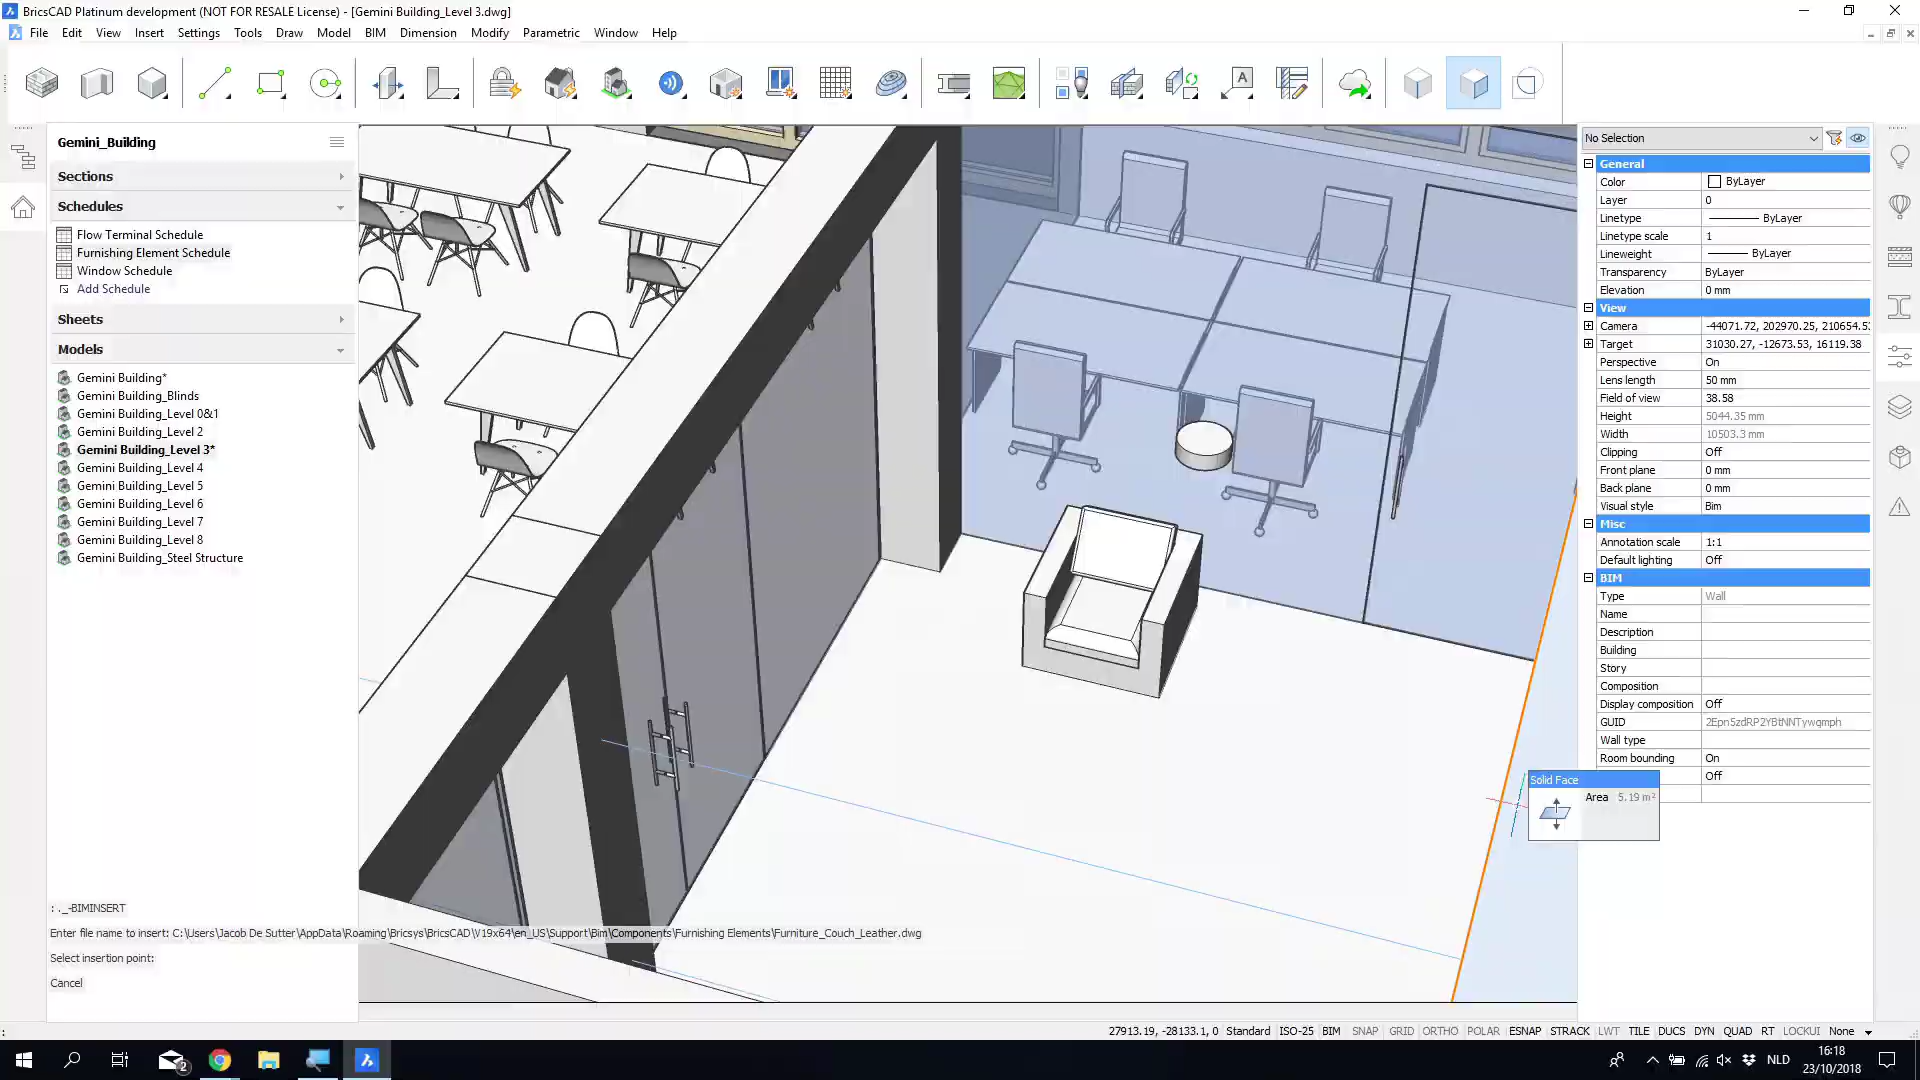 BricsCAD Platinum development (NOT FOR RESALE License) - [Gemini Building_Level 3.dwg]
File Edit View Insert Settings Tools Draw Model BIM Dimension Modify Parametric Window Help
A
Gemini_Building
Sections
Schedules
Flow Terminal Schedule
Furnishing Element Schedule
Window Schedule
Add Schedule
Sheets
Models
Gemini Building*
Gemini Building_Blinds
Gemini Building_Level 0&1
Gemini Building_Level 2
Gemini Building_Level 3*
Gemini Building_Level 4
Gemini Building_Level 5
Gemini Building_Level 6
Gemini Building_Level 7
Gemini Building_Level 8
Gemini Building_Steel Structure
: ._-BIMINSERT
Enter file name to insert: C:\Users\Jacob De Sutter\AppData\Roaming\Bricsys\BricsCAD\V19x64\en_US\Support\Bim\Components\Furnishing Elements\Furniture_Couch_Leather.dwg
Select insertion point:
Cancel
:
No Selection
General
Color ByLayer
Layer 0
Linetype ByLayer
Linetype scale 1
Lineweight ByLayer
Transparency ByLayer
Elevation 0 mm
View
Camera -44071.72, 202970.25, 210654.5
Target 31030.27, -12673.53, 16119.38
Perspective On
Lens length 50 mm
Field of view 38.58
Height 5044.35 mm
Width 10503.3 mm
Clipping Off
Front plane 0 mm
Back plane 0 mm
Visual style Bim
Misc
Annotation scale 1:1
Default lighting Off
BIM
Type Wall
Name
Description
Building
Story
Composition
Display composition Off
GUID 2Epn5zdRP2YBtNNTywqmph
Wall type
Room bounding On
Off
Solid Face
Area 5.19 m²
27913.19, -28133.1, 0 Standard ISO-25 BIM SNAP GRID ORTHO POLAR ESNAP STRACK LWT TILE DUCS DYN QUAD RT LOCKUI None
2
NLD
16:18
23/10/2018